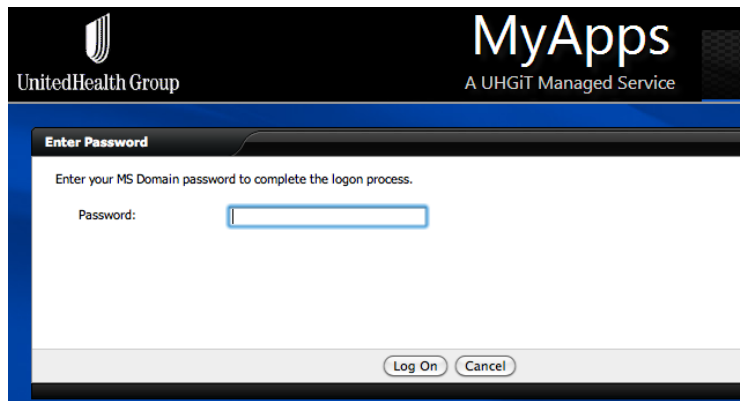 MyApps
UnitedHealth Group
A UHGiT Managed Service
Enter Password
Enter your MS Domain password to complete the logon process.
Password:
Log On
Cancel